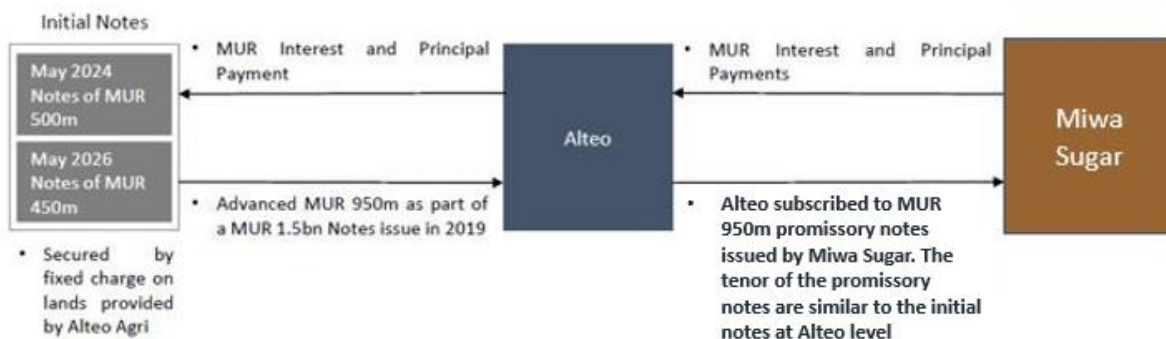 Initial Notes
May 2024
Notes of MUR
500m
May 2026
Notes of MUR
450m
• Secured by
fixed charge on
lands provided
by Alteo Agri
• MUR Interest and Principal
Payment
• Advanced MUR 950m as part of
a MUR 1.5bn Notes issue in 2019
Alteo
• MUR Interest and Principal
Payments
• Alteo subscribed to MUR
950m promissory notes
issued by Miwa Sugar. The
tenor of the promissory
notes are similar to the initial
notes at Alteo level
Miwa
Sugar